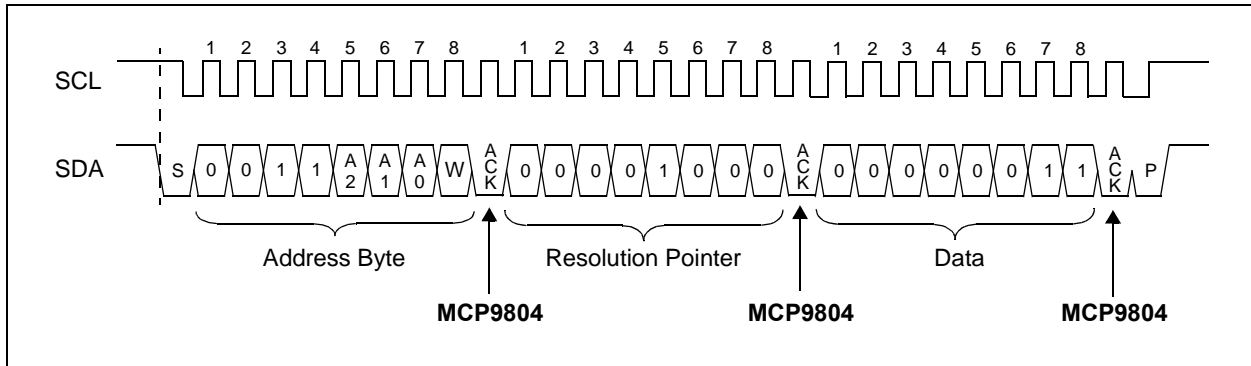 1 2 3 4 5 6 7 8 1 2 3 4 5 6 7 8 1 2 3 4 5 6 7 8
SCL
SDA S 0 0 1 1 A2 A1 A0 W ACK 0 0 0 0 1 0 0 0 ACK 0 0 0 0 0 0 1 1 ACK P
Address Byte Resolution Pointer Data
MCP9804 MCP9804 MCP9804